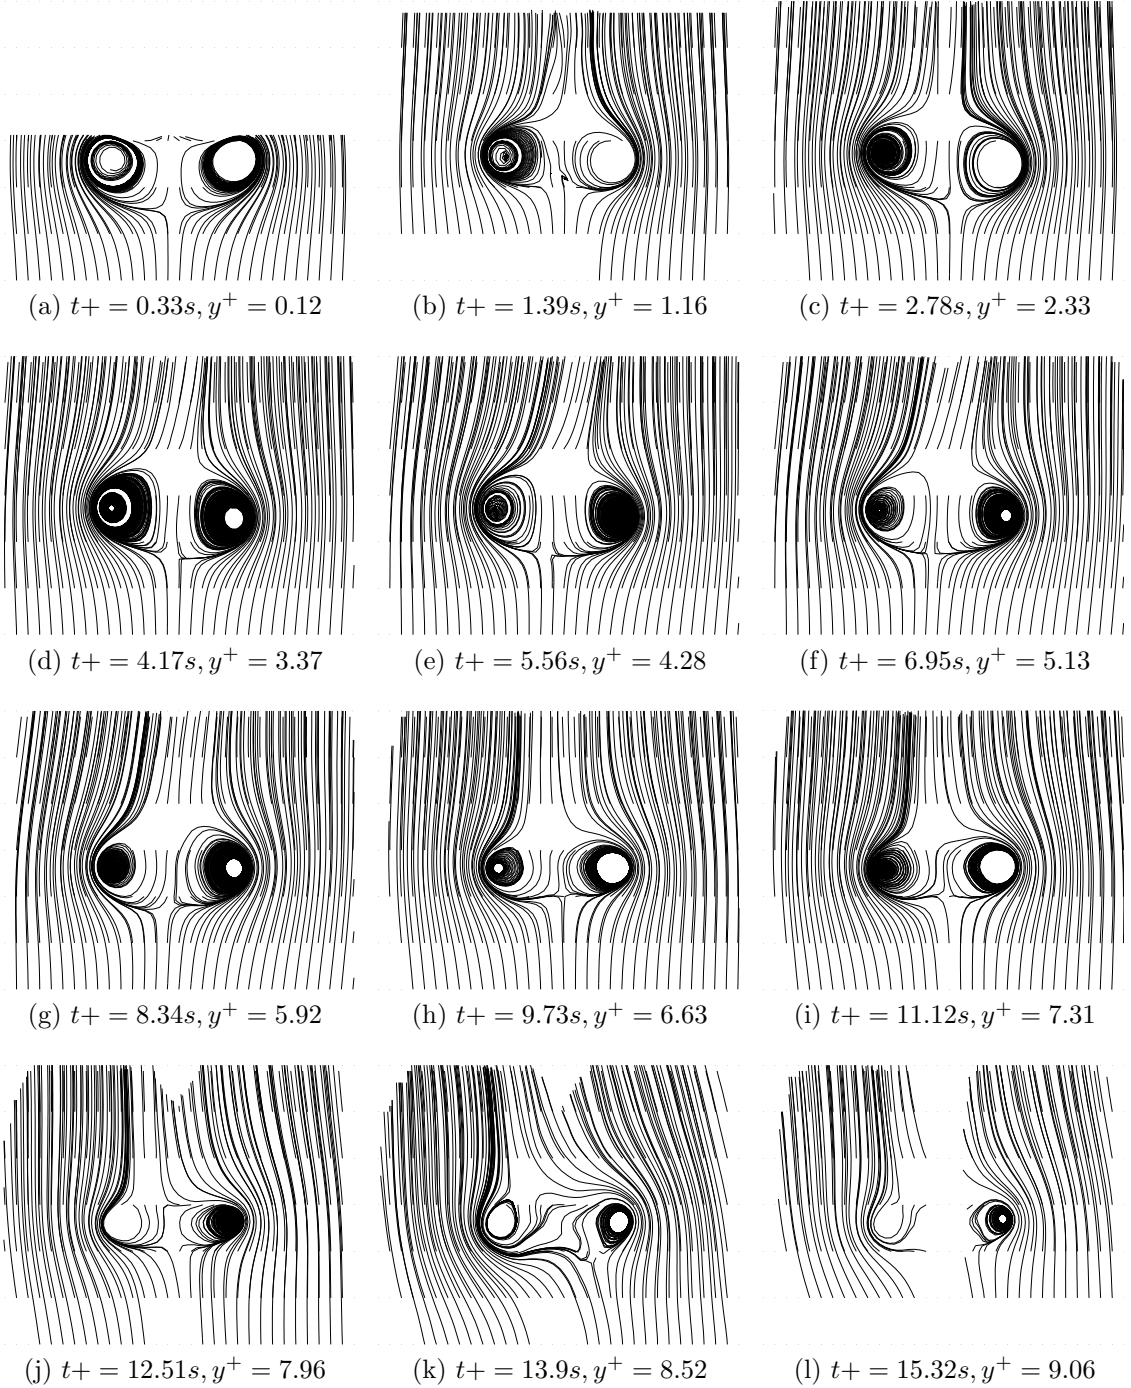 (a) t+ = 0.33s, y⁺ = 0.12
(b) t+ = 1.39s, y⁺ = 1.16
(c) t+ = 2.78s, y⁺ = 2.33
(d) t+ = 4.17s, y⁺ = 3.37
(e) t+ = 5.56s, y⁺ = 4.28
(f) t+ = 6.95s, y⁺ = 5.13
(g) t+ = 8.34s, y⁺ = 5.92
(h) t+ = 9.73s, y⁺ = 6.63
(i) t+ = 11.12s, y⁺ = 7.31
(j) t+ = 12.51s, y⁺ = 7.96
(k) t+ = 13.9s, y⁺ = 8.52
(l) t+ = 15.32s, y⁺ = 9.06